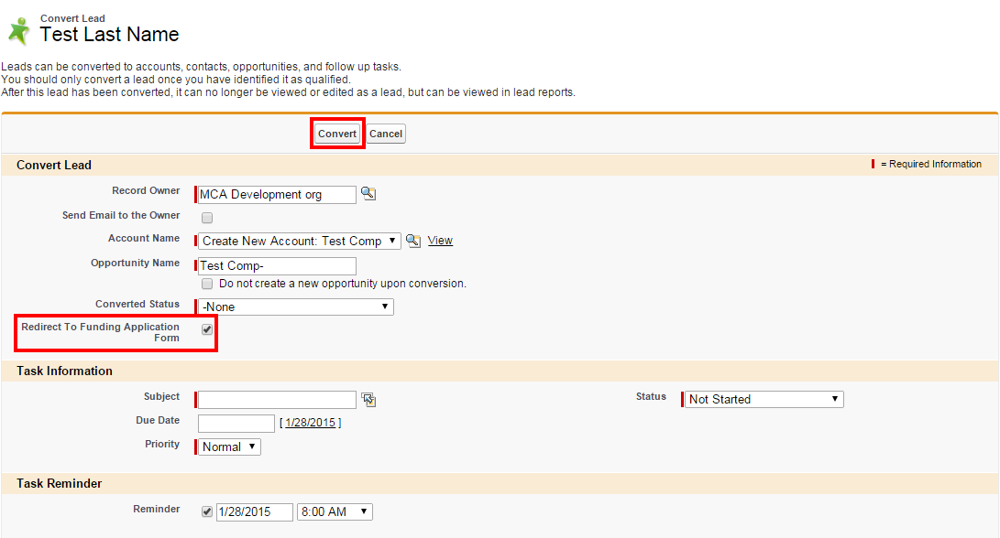 Convert Lead
Test Last Name
Leads can be converted to accounts, contacts, opportunities, and follow up tasks.
You should only convert a lead once you have identified it as qualified.
After this lead has been converted, it can no longer be viewed or edited as a lead, but can be viewed in lead reports.
Convert Cancel
Convert Lead = Required Information
Record Owner MCA Development org
Send Email to the Owner
Account Name Create New Account: Test Comp View
Opportunity Name Test Comp-
Do not create a new opportunity upon conversion.
Converted Status -None
Redirect To Funding Application
Form
Task Information
Subject Status Not Started
Due Date [ 1/28/2015 ]
Priority Normal
Task Reminder
Reminder 1/28/2015 8:00 AM